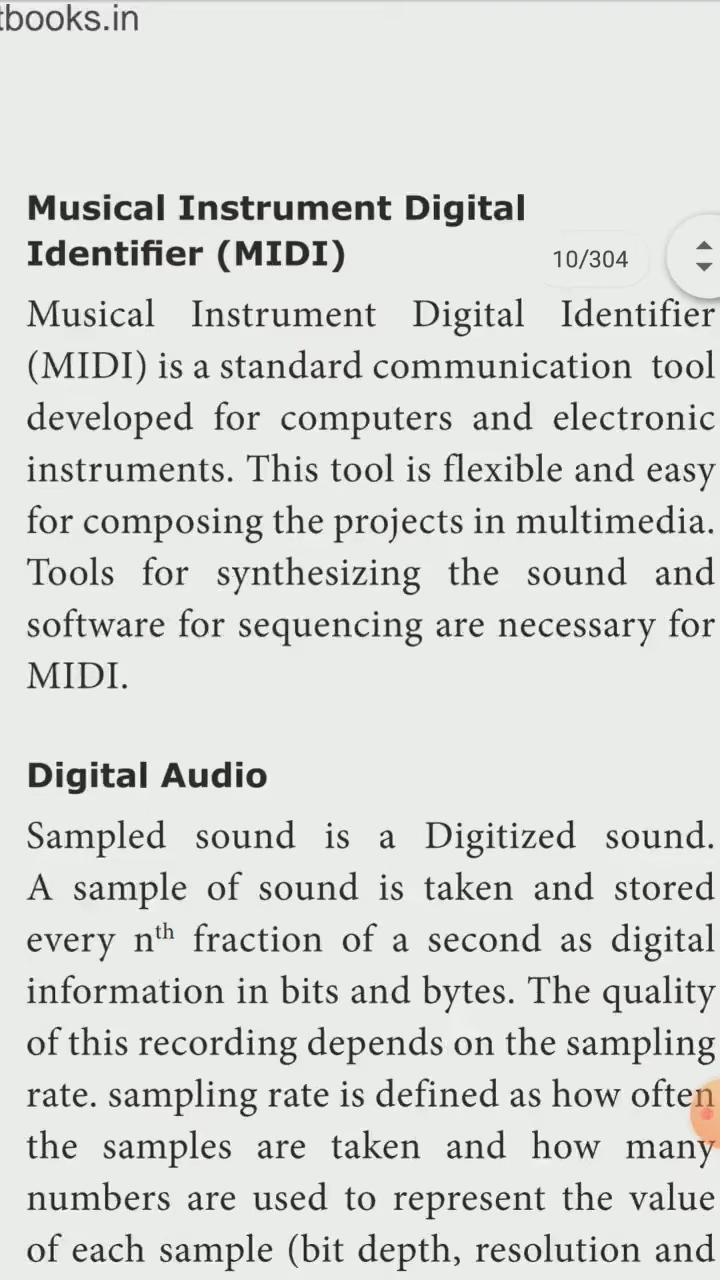 tbooks.in
Musical Instrument Digital
Identifier (MIDI)
10/304
Musical Instrument Digital Identifier
(MIDI) is a standard communication tool
developed for computers and electronic
instruments. This tool is flexible and easy
for composing the projects in multimedia.
Tools for synthesizing the sound and
software for sequencing are necessary for
MIDI.
Digital Audio
Sampled sound is a Digitized sound.
A sample of sound is taken and stored
every nth fraction of a second as digital
information in bits and bytes. The quality
of this recording depends on the sampling
rate. sampling rate is defined as how often
the samples are taken and how many
numbers are used to represent the value
of each sample (bit depth, resolution and